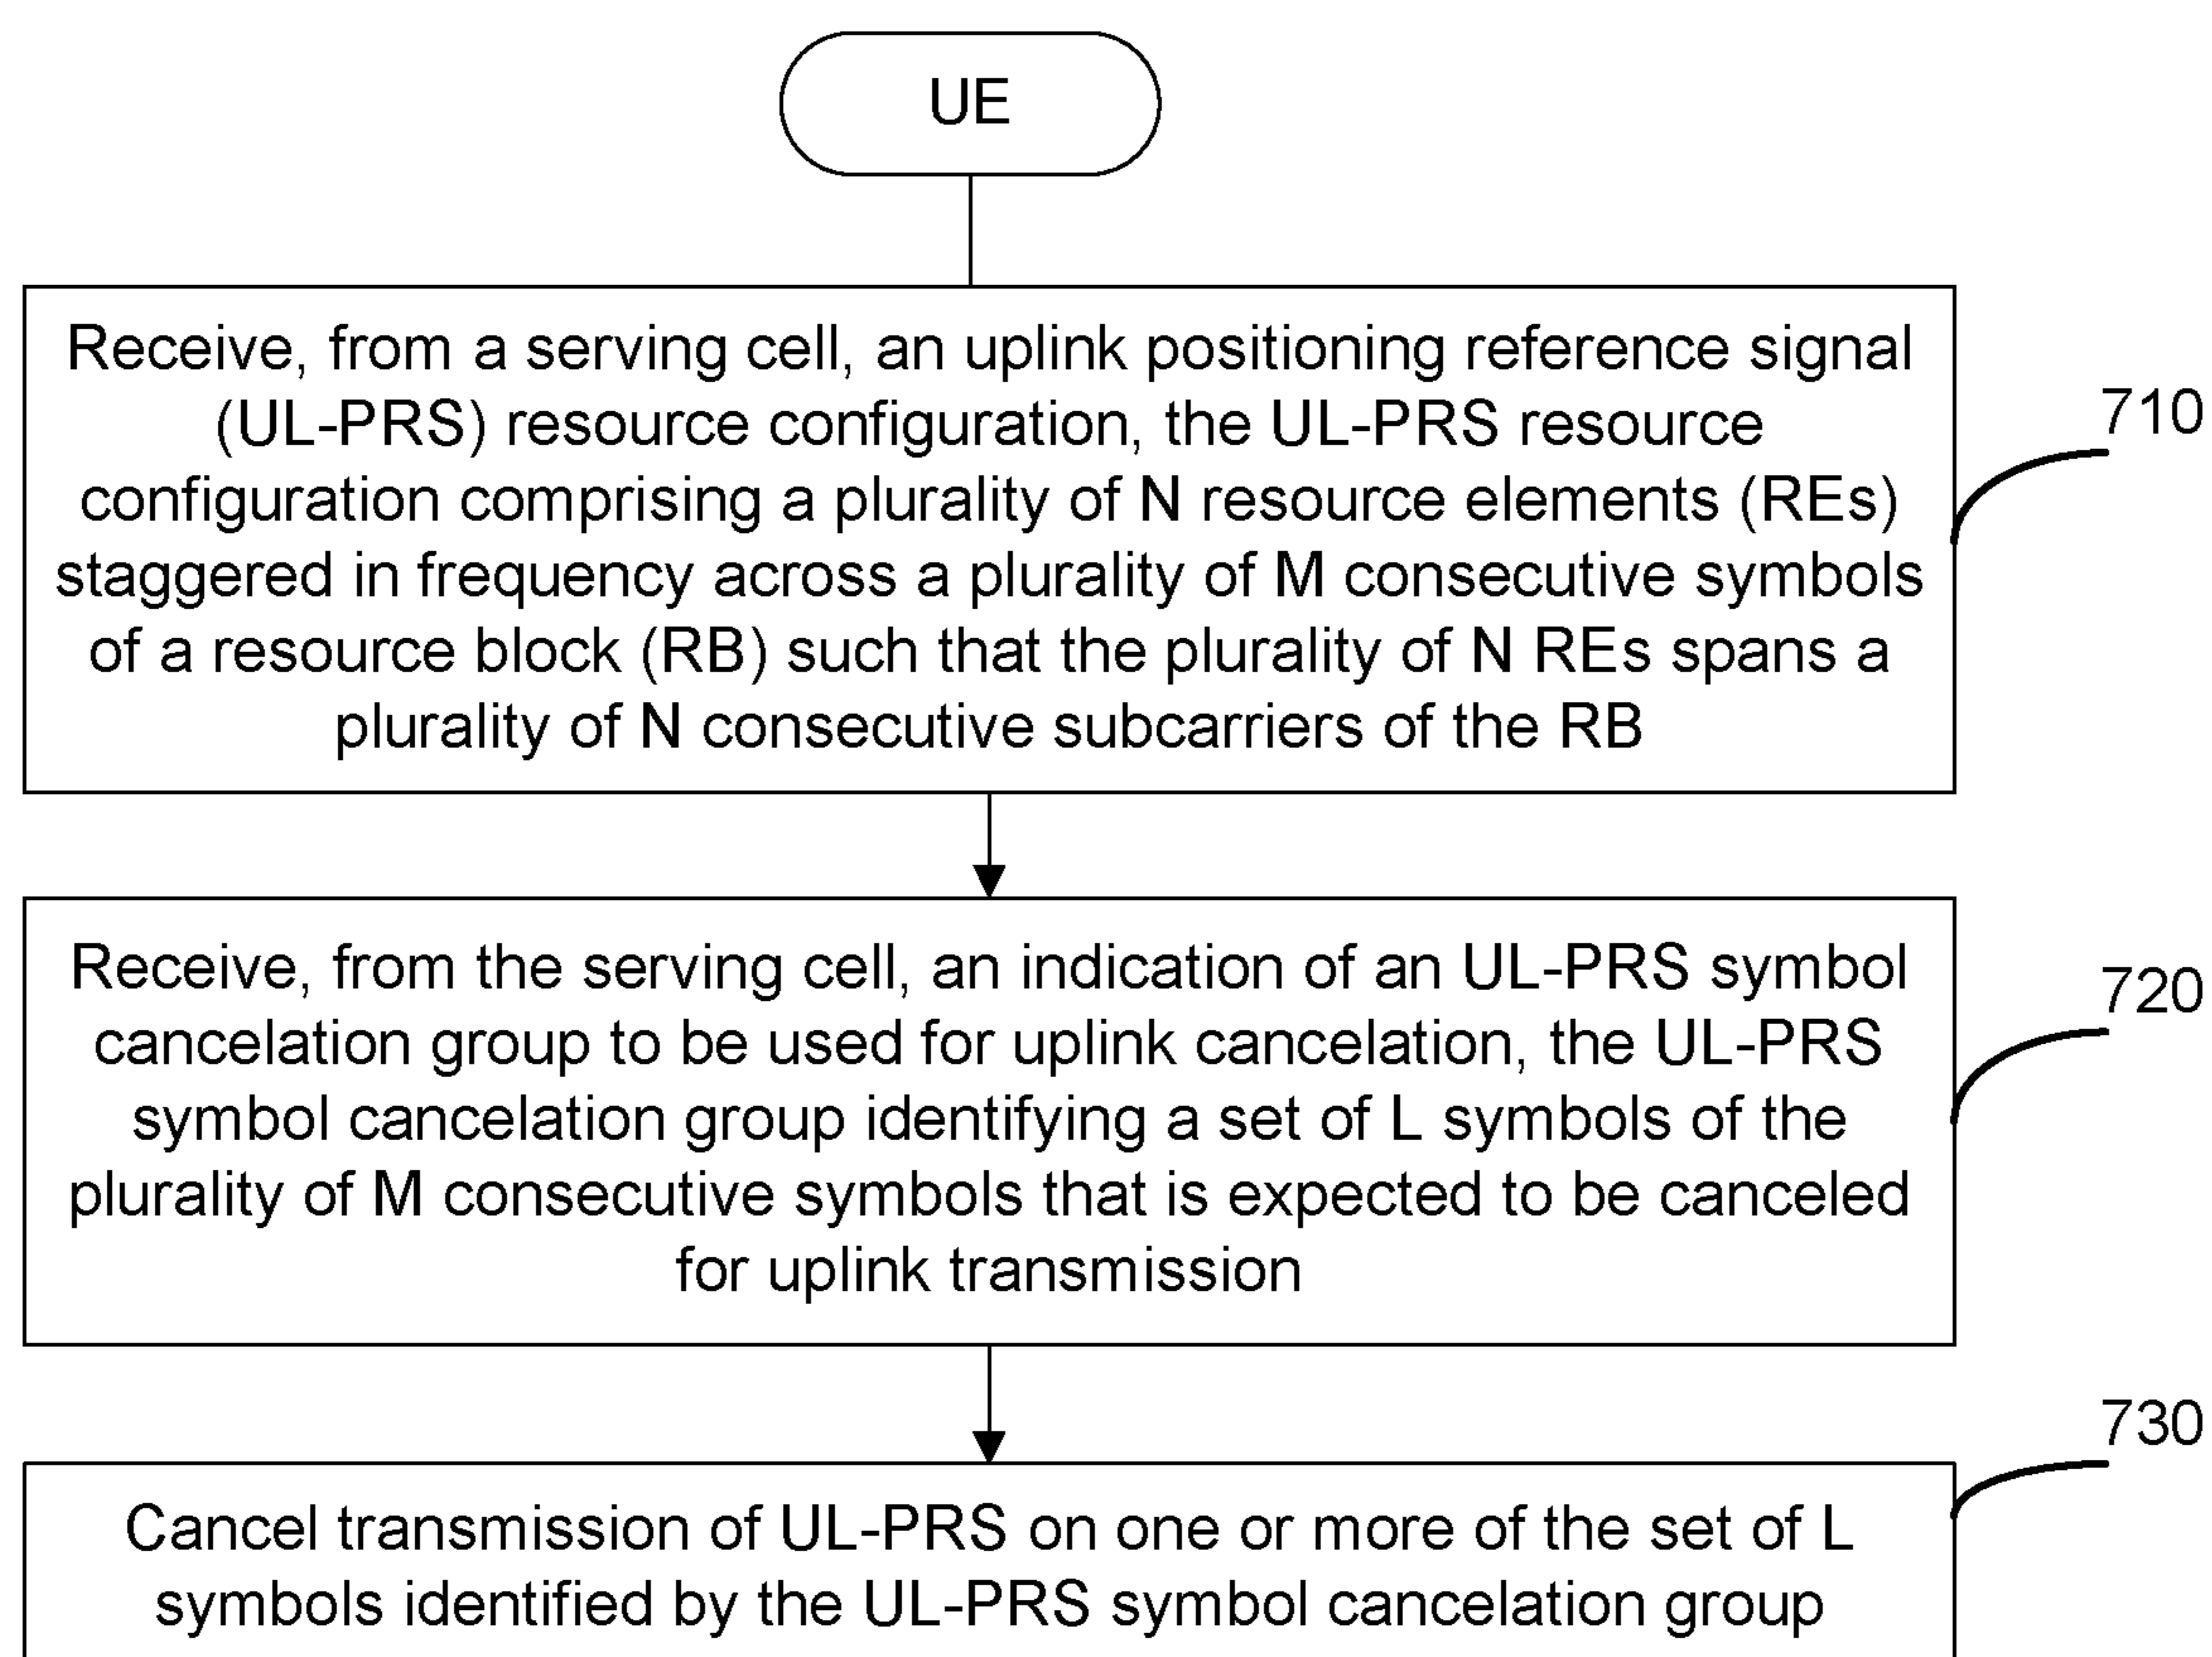 UE
Receive, from a serving cell, an uplink positioning reference signal
(UL-PRS) resource configuration, the UL-PRS resource
configuration comprising a plurality of N resource elements (REs)
staggered in frequency across a plurality of M consecutive symbols
of a resource block (RB) such that the plurality of N REs spans a
plurality of N consecutive subcarriers of the RB
710
Receive, from the serving cell, an indication of an UL-PRS symbol
cancelation group to be used for uplink cancelation, the UL-PRS
symbol cancelation group identifying a set of L symbols of the
plurality of M consecutive symbols that is expected to be canceled
for uplink transmission
720
730
Cancel transmission of UL-PRS on one or more of the set of L
symbols identified by the UL-PRS symbol cancelation group